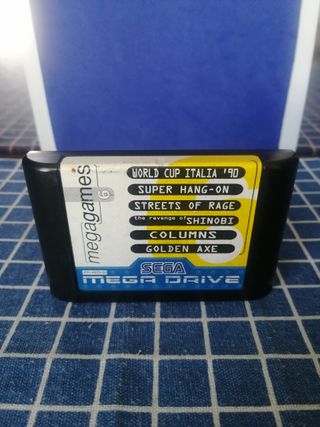 megagames
6
WORLD CUP ITALIA '90
SUPER HANG-ON
STREETS OF RAGE
the revenge of SHINOBI
COLUMNS
GOLDEN AXE
SEGA
MEGA DRIVE